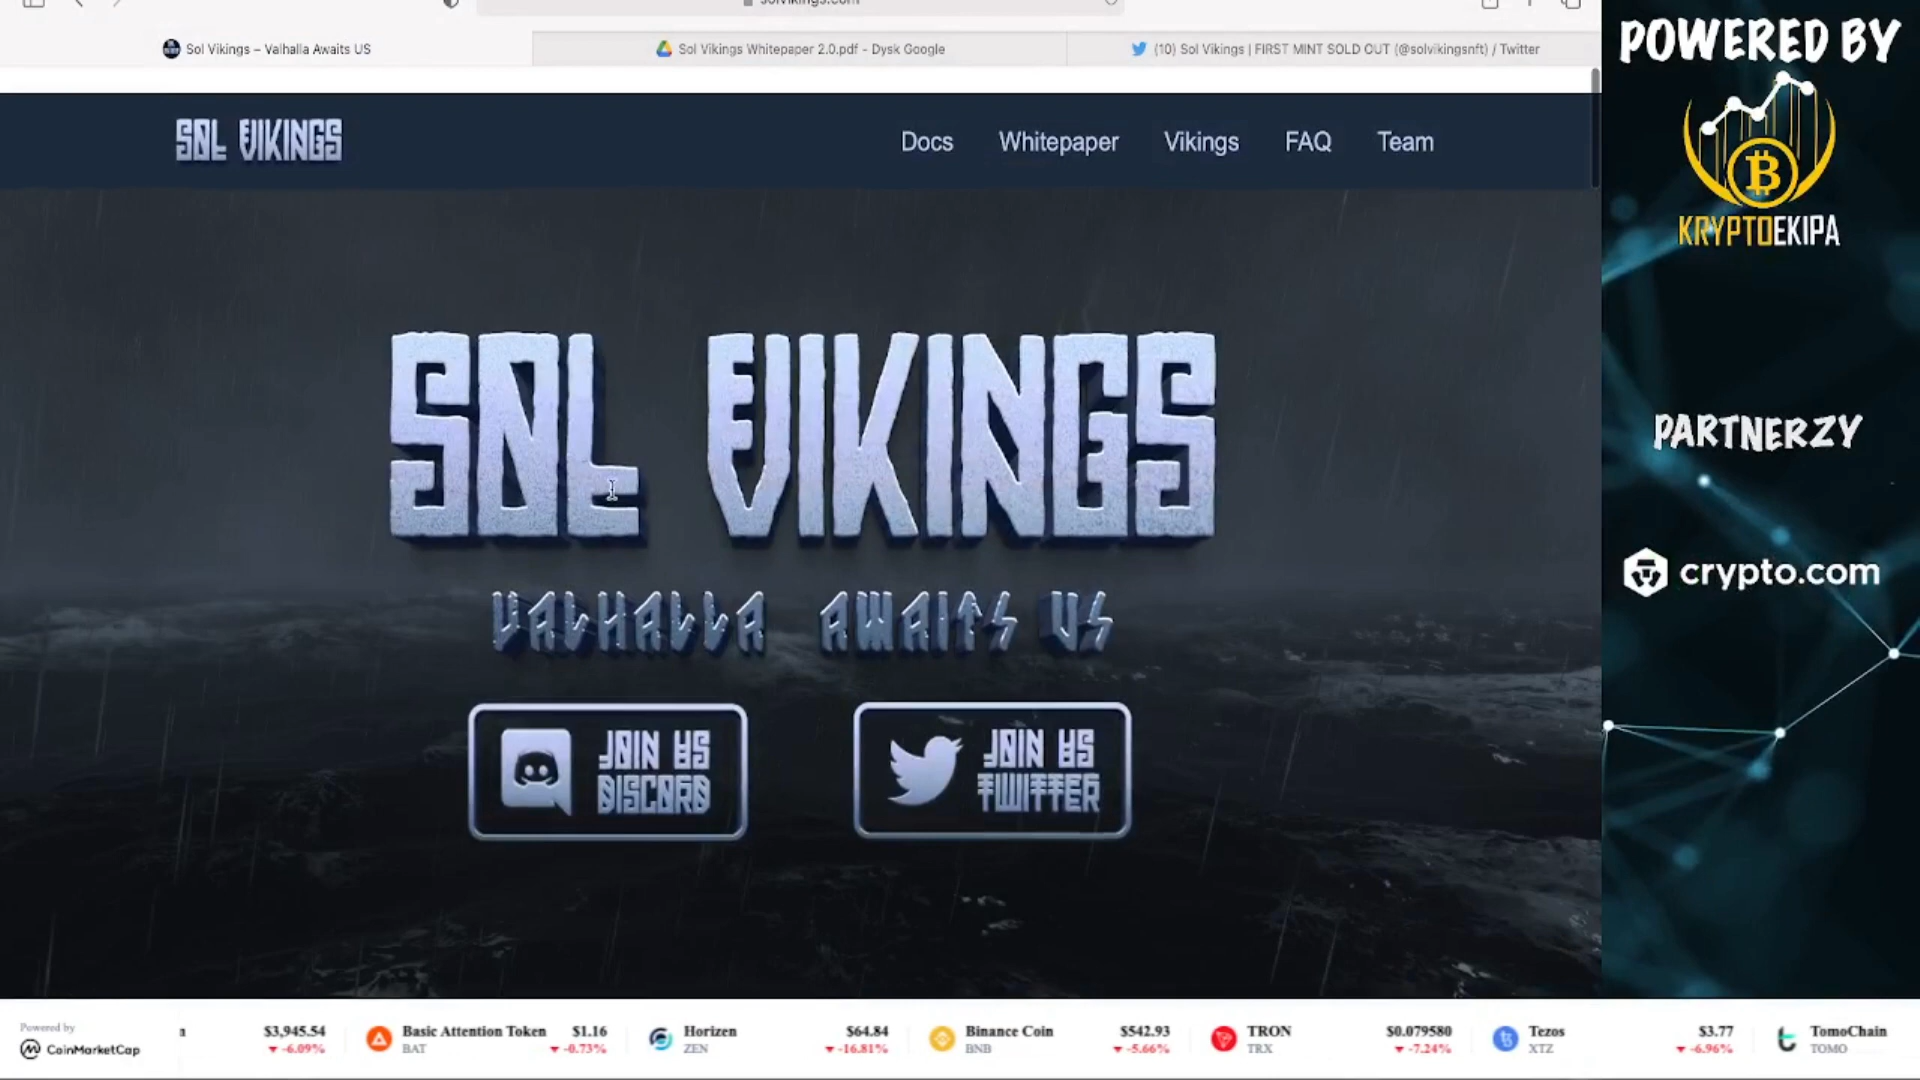 solvikings.com
Sol Vikings – Valhalla Awaits US
Sol Vikings Whitepaper 2.0.pdf - Dysk Google
(10) Sol Vikings | FIRST MINT SOLD OUT (@solvikingsnft) / Twitter
SOL VIKINGS
Docs
Whitepaper
Vikings
FAQ
Team
SOL VIKINGS
VALHALLA AWAITS US
JOIN US
DISCORD
JOIN US
TWITTER
POWERED BY
KRYPTOEKIPA
PARTNERZY
crypto.com
Powered by
CoinMarketCap
$3,945.54
-6.09%
Basic Attention Token $1.16
BAT -0.73%
Horizen $64.84
ZEN -16.81%
Binance Coin $542.93
BNB -5.66%
TRON $0.079580
TRX -7.24%
Tezos $3.77
XTZ -6.96%
TomoChain
TOMO